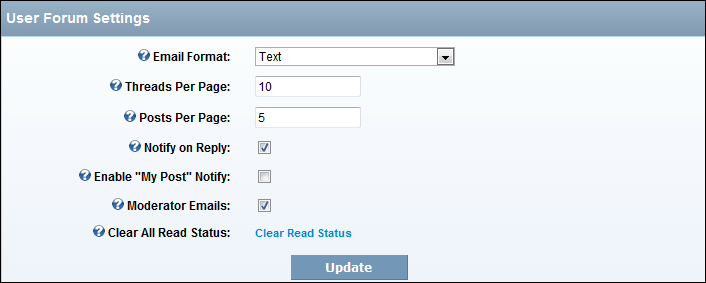 User Forum Settings
Email Format: Text
Threads Per Page: 10
Posts Per Page: 5
Notify on Reply:
Enable "My Post" Notify:
Moderator Emails:
Clear All Read Status: Clear Read Status
Update